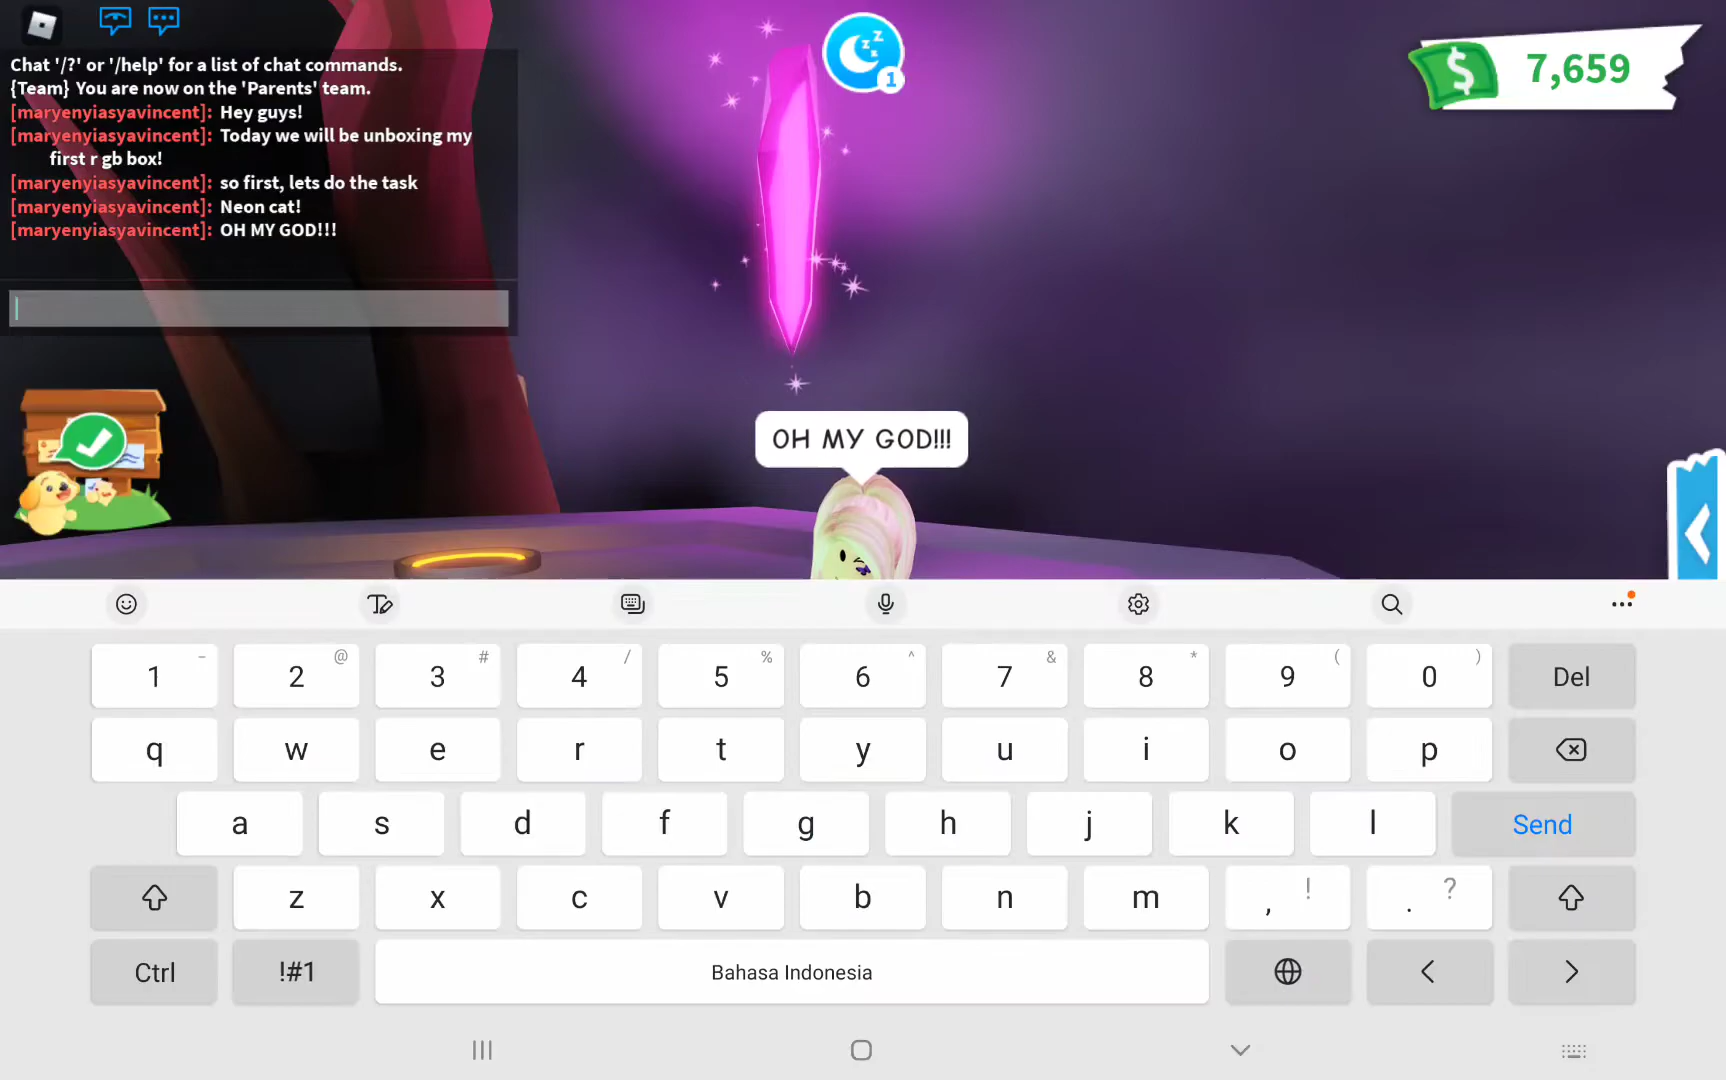 Chat '/?' or '/help' for a list of chat commands.
{Team} You are now on the 'Parents' team.
[maryenyiasyavincent]: Hey guys!
[maryenyiasyavincent]: Today we will be unboxing my
first r gb box!
[maryenyiasyavincent]: so first, lets do the task
[maryenyiasyavincent]: Neon cat!
[maryenyiasyavincent]: OH MY GOD!!!
z z z
1
$ 7,659
OH MY GOD!!!
1 - 2 @ 3 # 4 / 5 % 6 ^ 7 & 8 * 9 ( 0 ) Del
q w e r t y u i o p
a s d f g h j k l Send
z x c v b n m , ! . ?
Ctrl !#1 Bahasa Indonesia < >